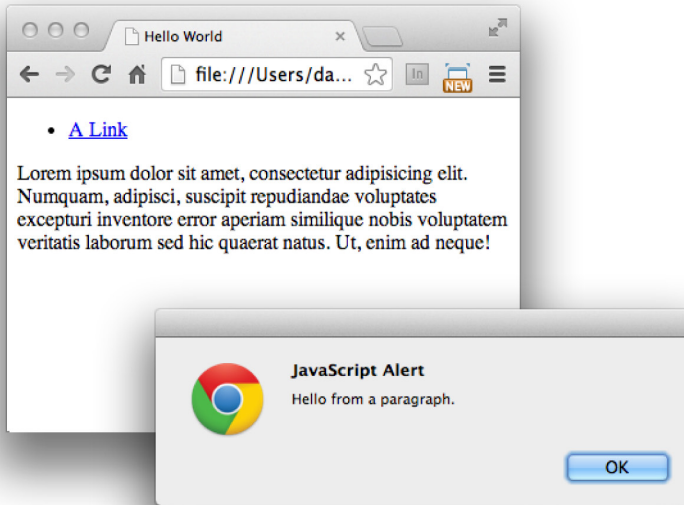 Hello World
file:///Users/da...
In
NEW
• A Link
Lorem ipsum dolor sit amet, consectetur adipisicing elit.
Numquam, adipisci, suscipit repudiandae voluptates
excepturi inventore error aperiam similique nobis voluptatem
veritatis laborum sed hic quaerat natus. Ut, enim ad neque!
JavaScript Alert
Hello from a paragraph.
OK